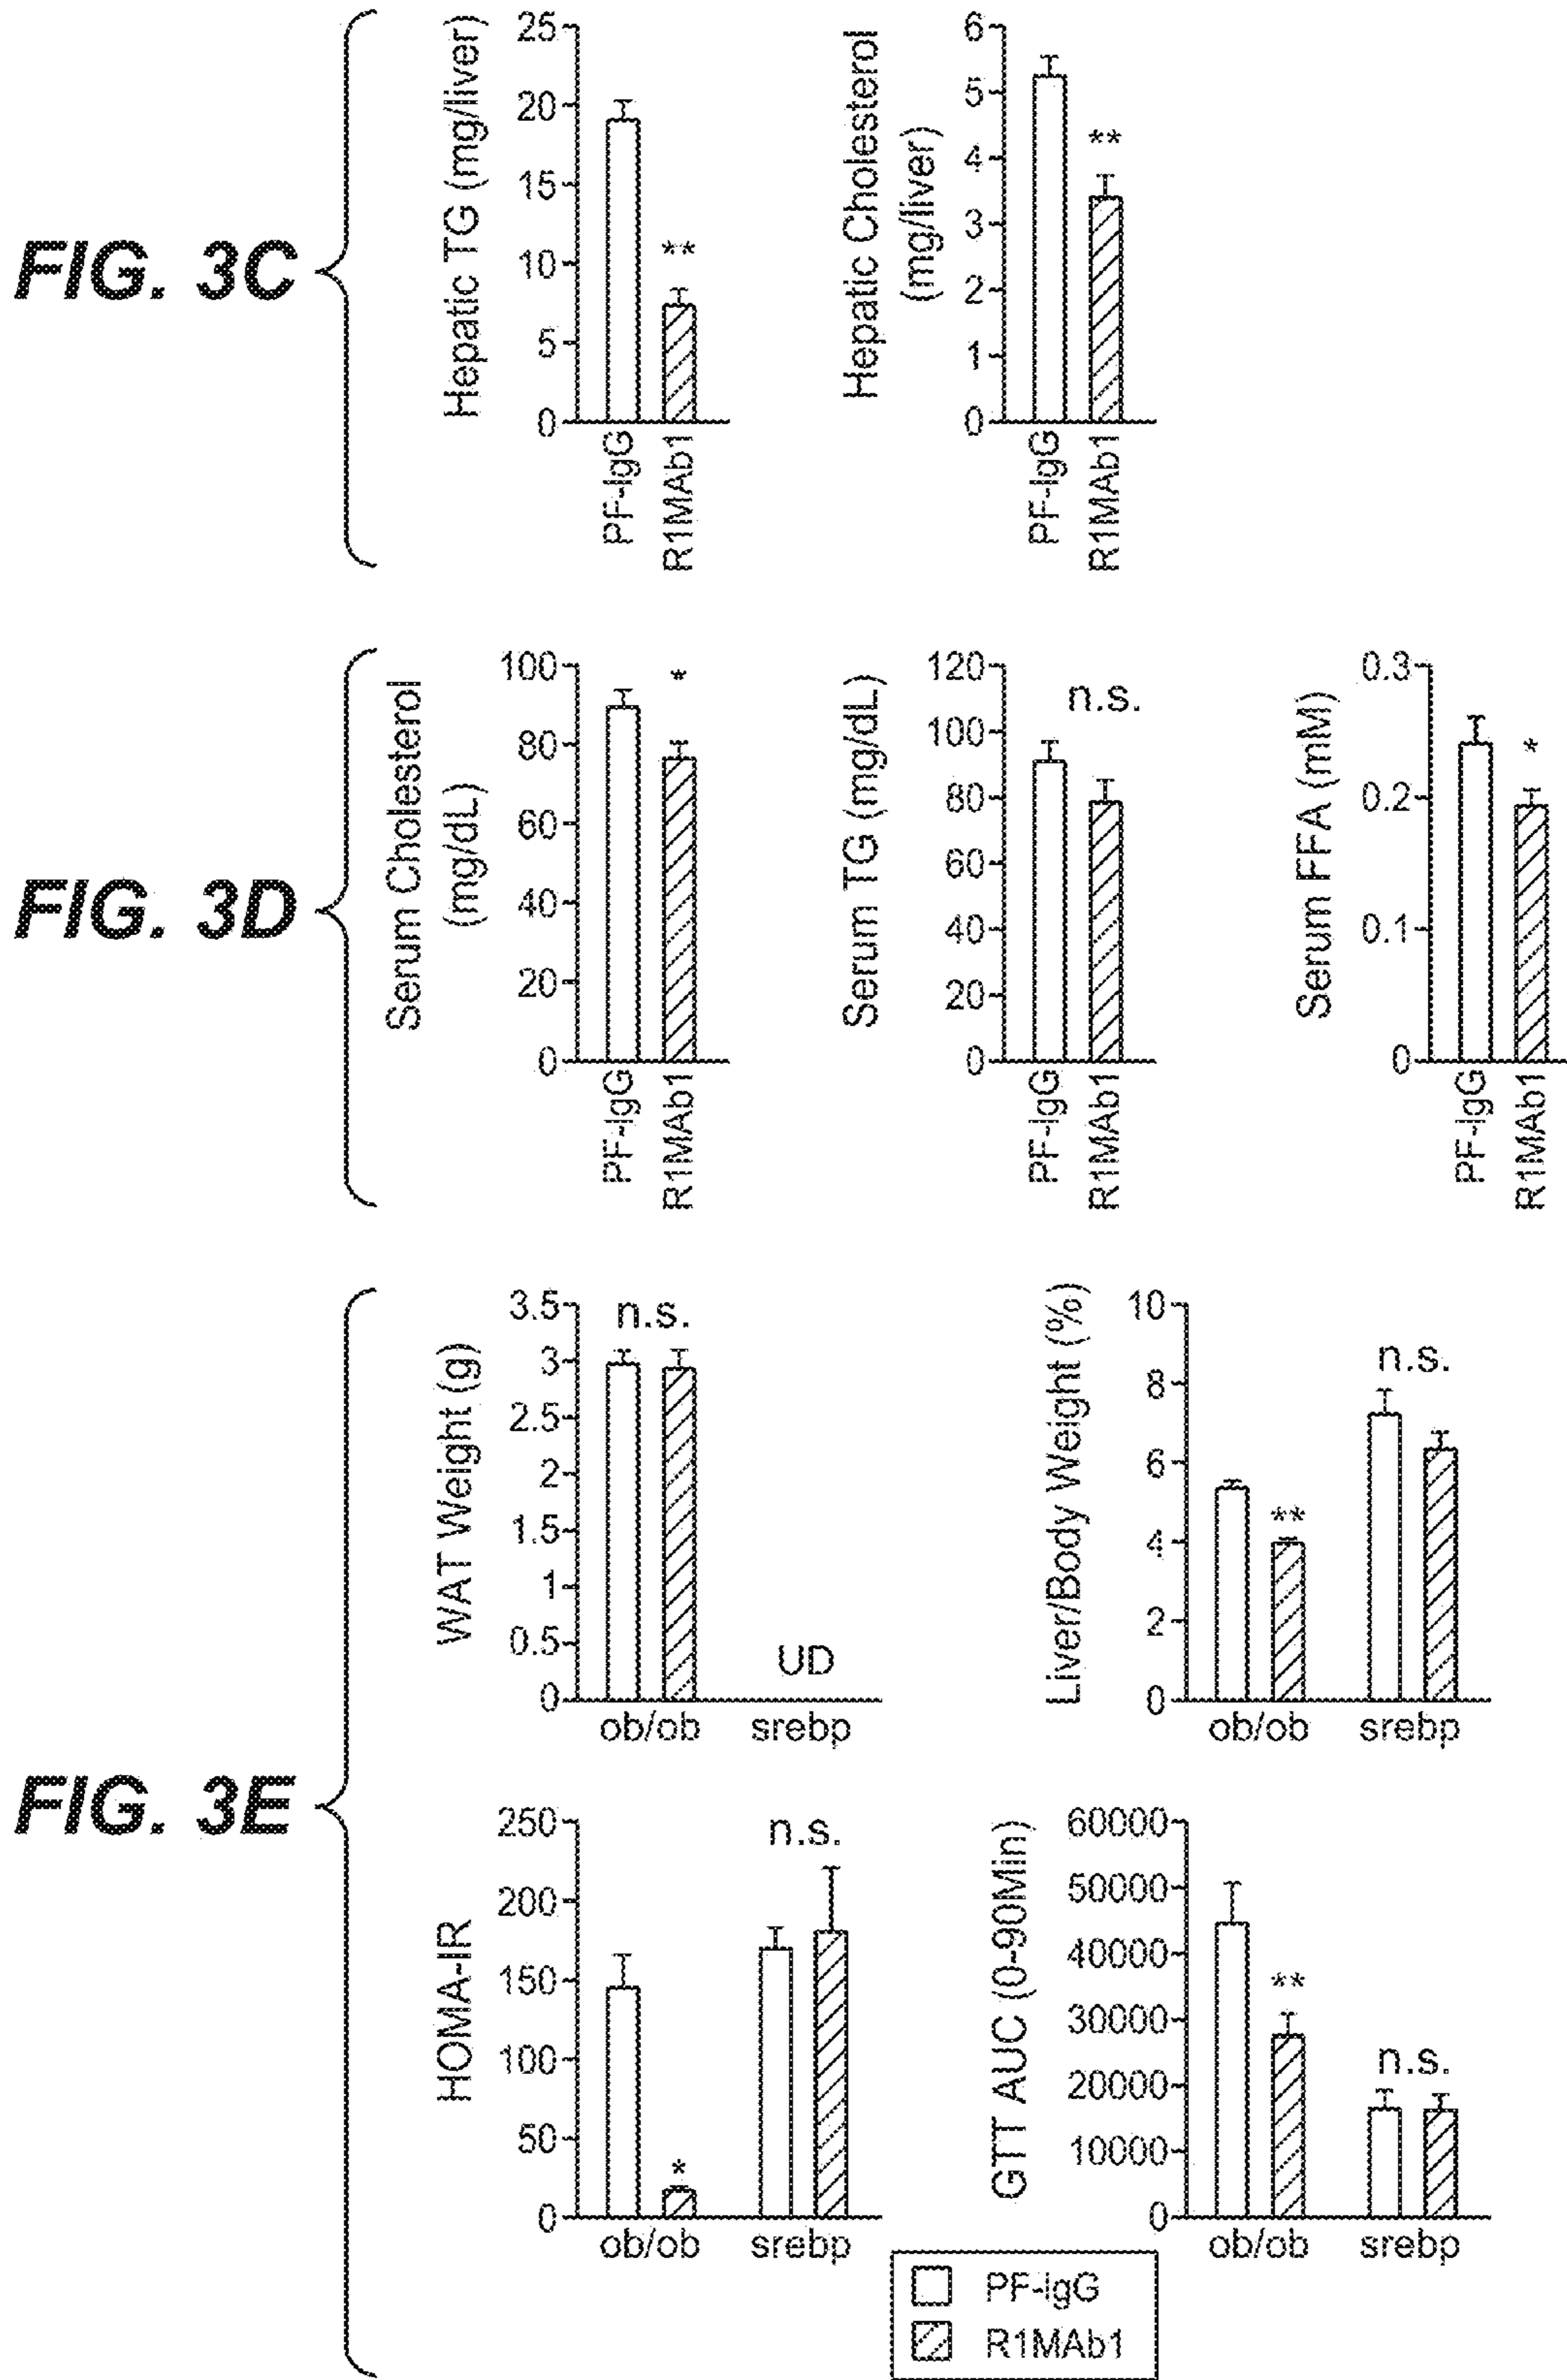 FIG. 3C
Hepatic TG (mg/liver)
25
20
15
10
5
0
**
PF-IgG
R1MAb1
Hepatic Cholesterol
(mg/liver)
6
5
4
3
2
1
0
**
PF-IgG
R1MAb1
FIG. 3D
Serum Cholesterol
(mg/dL)
100
80
60
40
20
0
*
PF-IgG
R1MAb1
Serum TG (mg/dL)
120
100
80
60
40
20
0
n.s.
PF-IgG
R1MAb1
Serum FFA (mM)
0.3
0.2
0.1
0
*
PF-IgG
R1MAb1
FIG. 3E
WAT Weight (g)
3.5
3
2.5
2
1.5
1
0.5
0
n.s.
UD
ob/ob srebp
Liver/Body Weight (%)
10
8
6
4
2
0
**
n.s.
ob/ob srebp
HOMA-IR
250
200
150
100
50
0
*
n.s.
ob/ob srebp
GTT AUC (0-90Min)
60000
50000
40000
30000
20000
10000
0
**
n.s.
ob/ob srebp
PF-IgG
R1MAb1